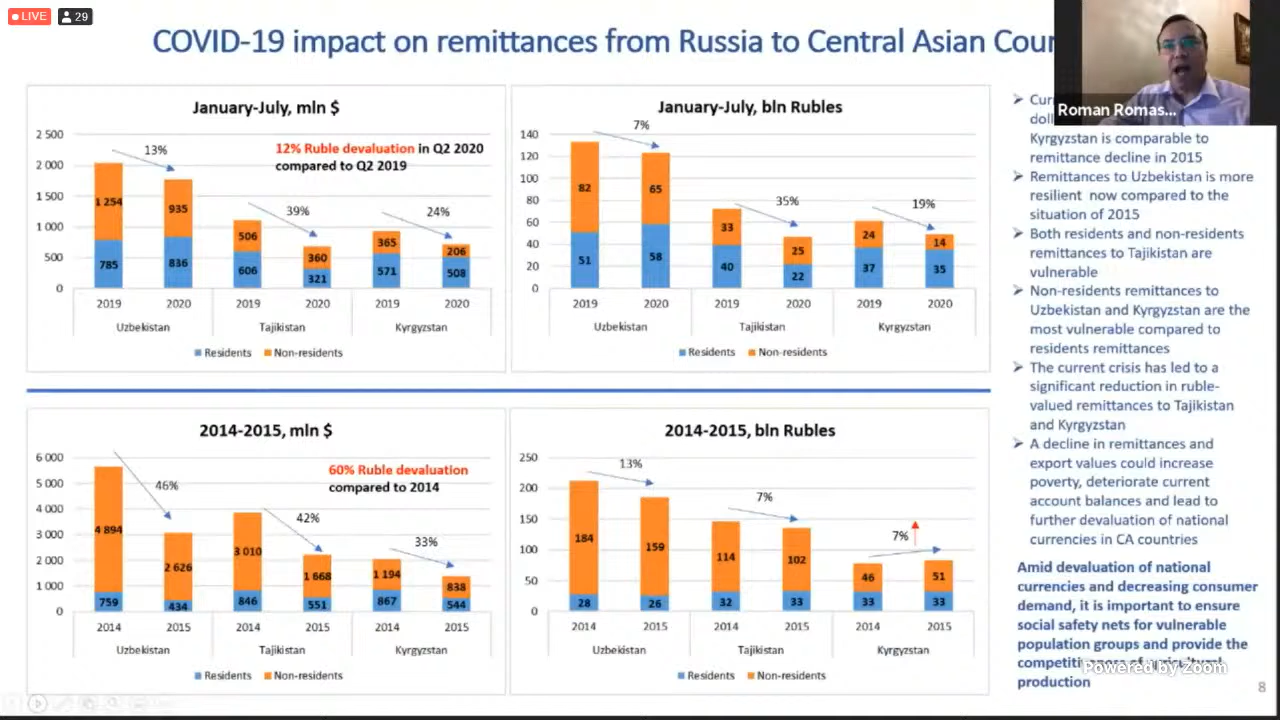 LIVE 29
COVID-19 impact on remittances from Russia to Central Asian
Roman Romas...
January-July, mln $
12% Ruble devaluation in Q2 2020
compared to Q2 2019
2 500
2 000
1 500
1 000
500
0
13%
39%
24%
1 254 935 506 360 365 206
785 836 606 321 571 508
2019 2020 2019 2020 2019 2020
Uzbekistan Tajikistan Kyrgyzstan
Residents Non-residents
January-July, bln Rubles
140
120
100
80
60
40
20
0
7%
35%
19%
82 65 33 25 24 14
51 58 40 22 37 35
2019 2020 2019 2020 2019 2020
Uzbekistan Tajikistan Kyrgyzstan
Residents Non-residents
2014-2015, mln $
60% Ruble devaluation
compared to 2014
6 000
5 000
4 000
3 000
2 000
1 000
0
46%
42%
33%
4 894 2 626 3 010 1 668 1 194 838
759 434 846 551 867 544
2014 2015 2014 2015 2014 2015
Uzbekistan Tajikistan Kyrgyzstan
Residents Non-residents
2014-2015, bln Rubles
250
200
150
100
50
0
13%
7%
7%
184 159 114 102 46 51
28 26 32 33 33 33
2014 2015 2014 2015 2014 2015
Uzbekistan Tajikistan Kyrgyzstan
Residents Non-residents
Kyrgyzstan is comparable to
remittance decline in 2015
Remittances to Uzbekistan is more
resilient now compared to the
situation of 2015
Both residents and non-residents
remittances to Tajikistan are
vulnerable
Non-residents remittances to
Uzbekistan and Kyrgyzstan are the
most vulnerable compared to
residents remittances
The current crisis has led to a
significant reduction in ruble-
valued remittances to Tajikistan
and Kyrgyzstan
A decline in remittances and
export values could increase
poverty, deteriorate current
account balances and lead to
further devaluation of national
currencies in CA countries
Amid devaluation of national
currencies and decreasing consumer
demand, it is important to ensure
social safety nets for vulnerable
population groups and provide the
production
Powered by Zoom
8